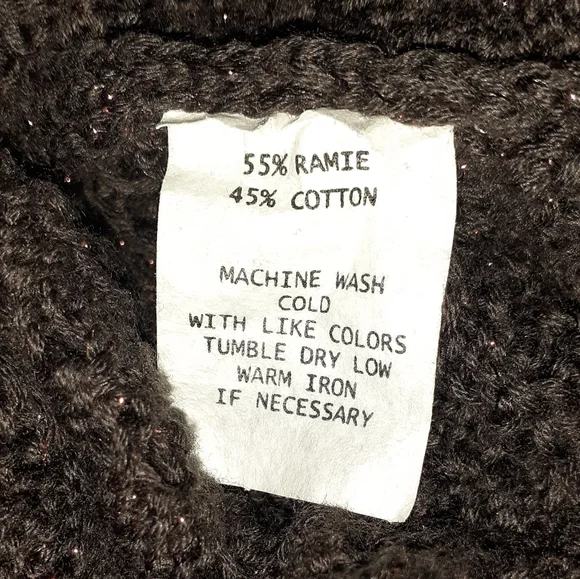 55% RAMIE
45% COTTON
MACHINE WASH
COLD
WITH LIKE COLORS
TUMBLE DRY LOW
WARM IRON
IF NECESSARY